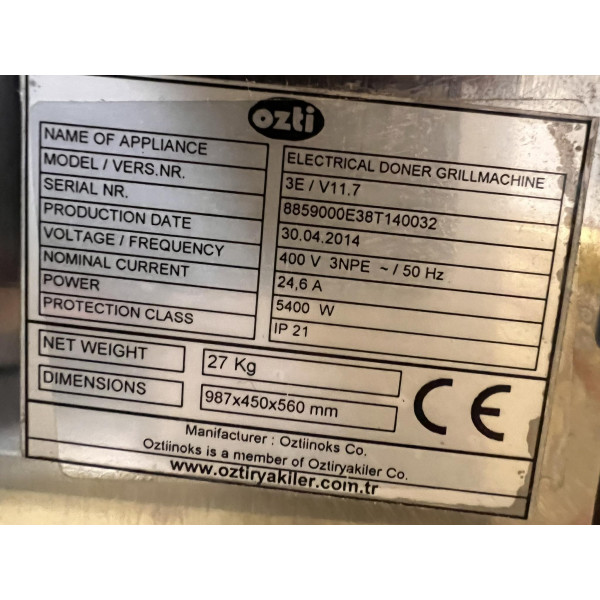 ozti
NAME OF APPLIANCE ELECTRICAL DONER GRILLMACHINE
MODEL / VERS.NR. 3E / V11.7
SERIAL NR. 8859000E38T140032
PRODUCTION DATE 30.04.2014
VOLTAGE / FREQUENCY 400 V 3NPE ~ / 50 Hz
NOMINAL CURRENT 24,6 A
POWER 5400 W
PROTECTION CLASS IP 21
NET WEIGHT 27 Kg
DIMENSIONS 987x450x560 mm
CE
Manifacturer : Oztiinoks Co.
Oztiinoks is a member of Oztiryakiler Co.
www.oztiryakiler.com.tr